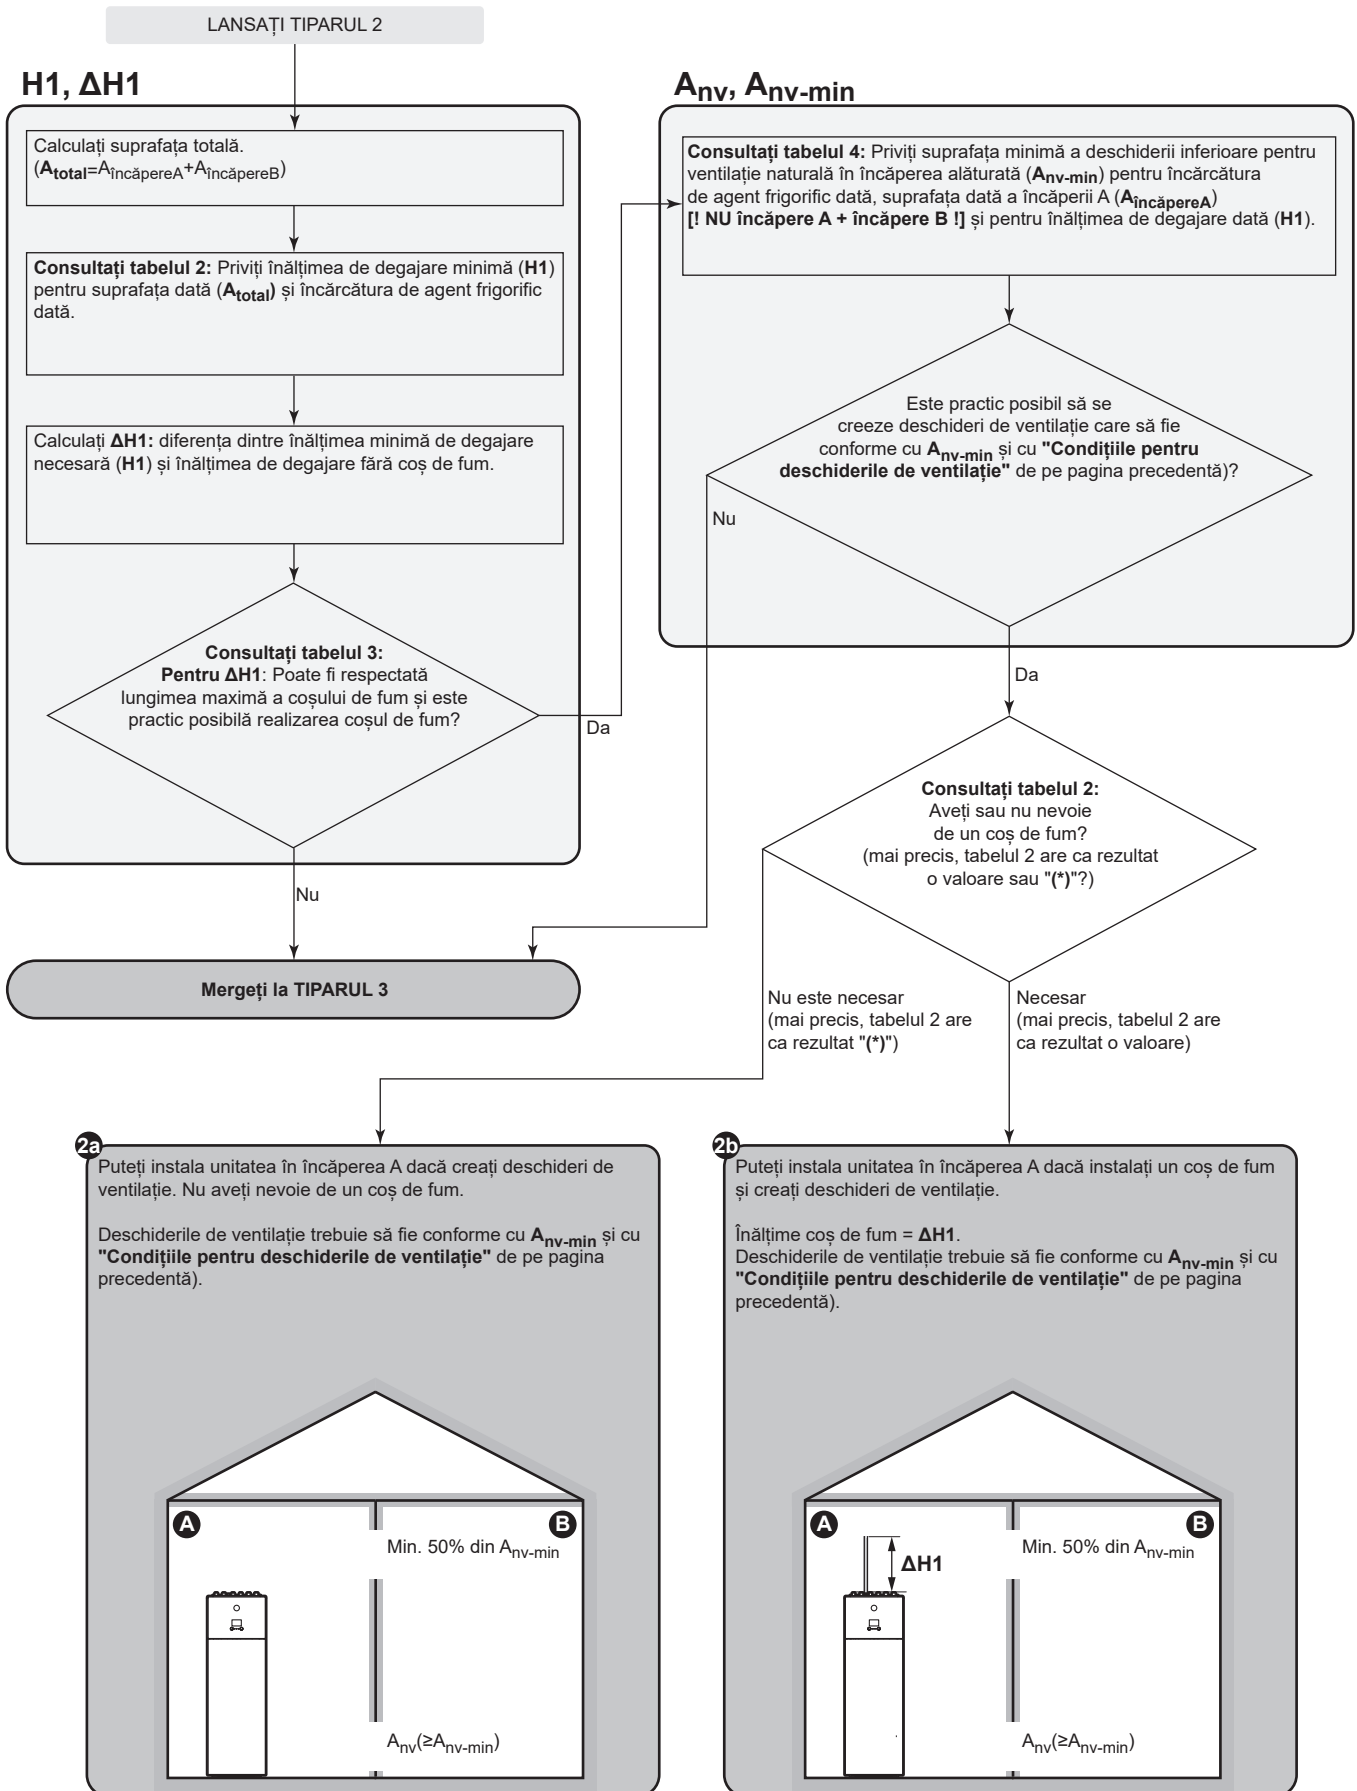 LANSAȚI TIPARUL 2
H1, ΔH1
Calculați suprafața totală.
(Atotal=AîncăpereA+AîncăpereB)
Consultați tabelul 2: Priviți înălțimea de degajare minimă (H1)
pentru suprafața dată (Atotal) și încărcătura de agent frigorific
dată.
Calculați ΔH1: diferența dintre înălțimea minimă de degajare
necesară (H1) și înălțimea de degajare fără coș de fum.
Consultați tabelul 3:
Pentru ΔH1: Poate fi respectată
lungimea maximă a coșului de fum și este
practic posibilă realizarea coșul de fum?
Da
Nu
Anv, Anv-min
Consultați tabelul 4: Priviți suprafața minimă a deschiderii inferioare pentru
ventilație naturală în încăperea alăturată (Anv-min) pentru încărcătura
de agent frigorific dată, suprafața dată a încăperii A (AîncăpereA)
[! NU încăpere A + încăpere B !] și pentru înălțimea de degajare dată (H1).
Este practic posibil să se
creeze deschideri de ventilație care să fie
conforme cu Anv-min și cu "Condițiile pentru
deschiderile de ventilație" de pe pagina precedentă)?
Nu
Da
Consultați tabelul 2:
Aveți sau nu nevoie
de un coș de fum?
(mai precis, tabelul 2 are ca rezultat
o valoare sau "(*)"?)
Mergeți la TIPARUL 3
Nu este necesar
(mai precis, tabelul 2 are
ca rezultat "(*)")
Necesar
(mai precis, tabelul 2 are
ca rezultat o valoare)
2a
Puteți instala unitatea în încăperea A dacă creați deschideri de
ventilație. Nu aveți nevoie de un coș de fum.
Deschiderile de ventilație trebuie să fie conforme cu Anv-min și cu
"Condițiile pentru deschiderile de ventilație" de pe pagina
precedentă).
A
B
Min. 50% din Anv-min
Anv(≥Anv-min)
2b
Puteți instala unitatea în încăperea A dacă instalați un coș de fum
și creați deschideri de ventilație.
Înălțime coș de fum = ΔH1.
Deschiderile de ventilație trebuie să fie conforme cu Anv-min și cu
"Condițiile pentru deschiderile de ventilație" de pe pagina
precedentă).
A
B
Min. 50% din Anv-min
ΔH1
Anv(≥Anv-min)